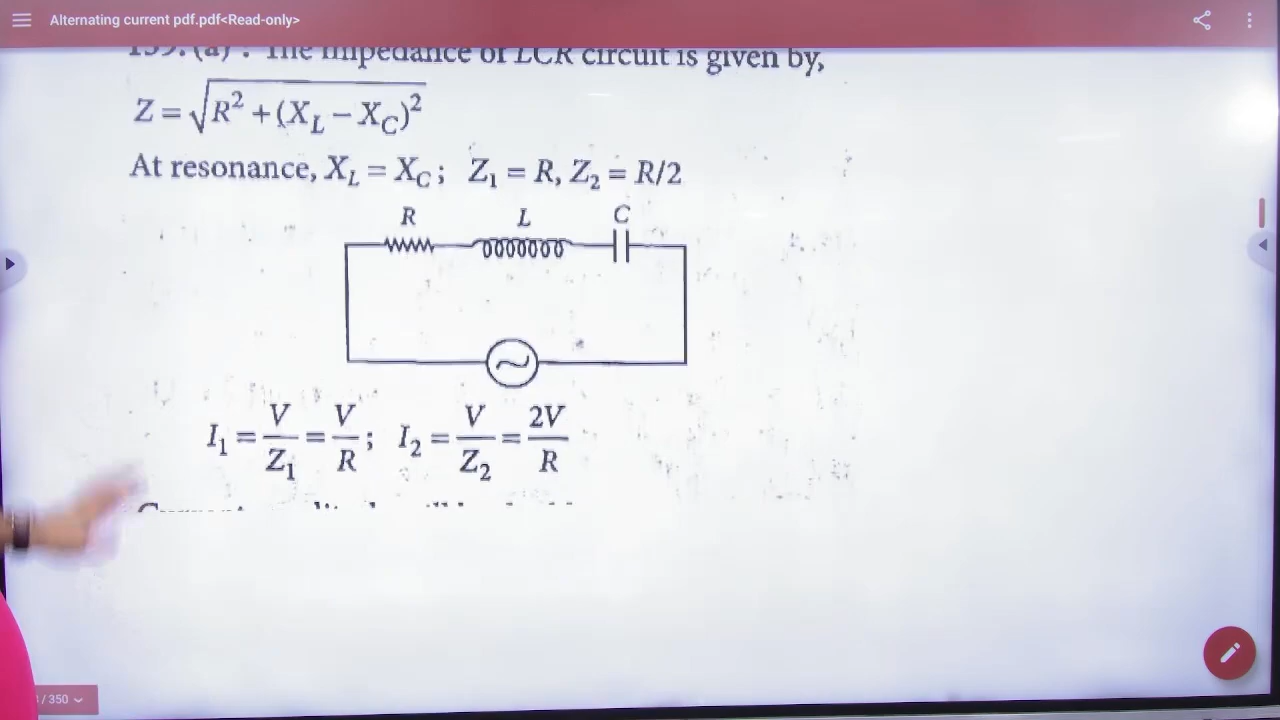 Alternating current pdf.pdf<Read-only>
159. (a) : The impedance of LCR circuit is given by,
Z = √R² + (X_L − X_C)²
At resonance, X_L = X_C ; Z₁ = R, Z₂ = R/2
R L C
I₁ = V/Z₁ = V/R ; I₂ = V/Z₂ = 2V/R
/ 350